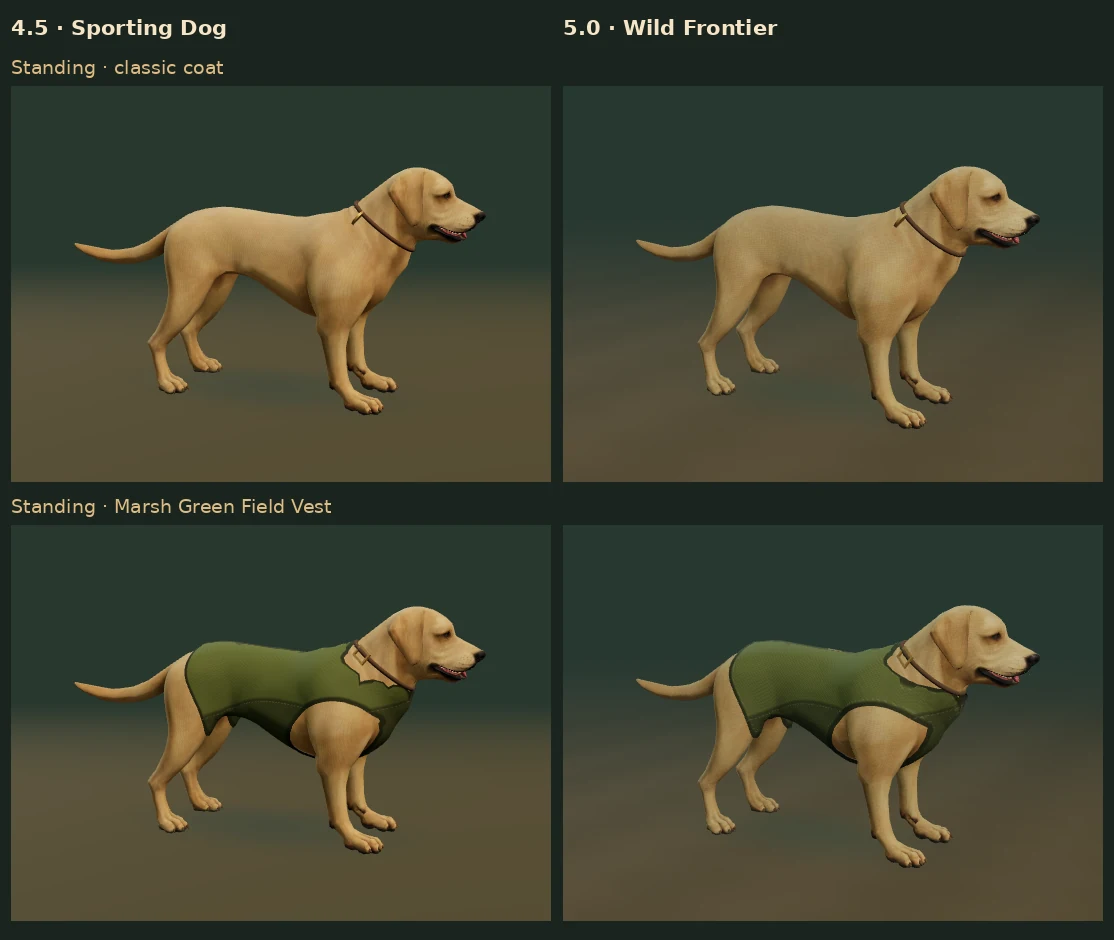 4.5 · Sporting Dog
5.0 · Wild Frontier
Standing · classic coat
Standing · Marsh Green Field Vest